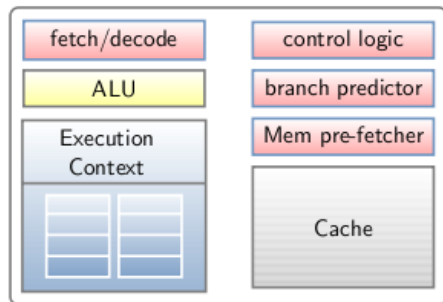 fetch/decode
ALU
Execution
Context
control logic
branch predictor
Mem pre-fetcher
Cache